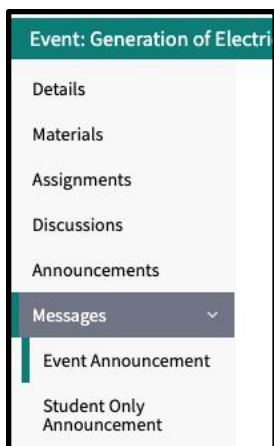 Event: Generation of Electri
Details
Materials
Assignments
Discussions
Announcements
Messages
Event Announcement
Student Only
Announcement